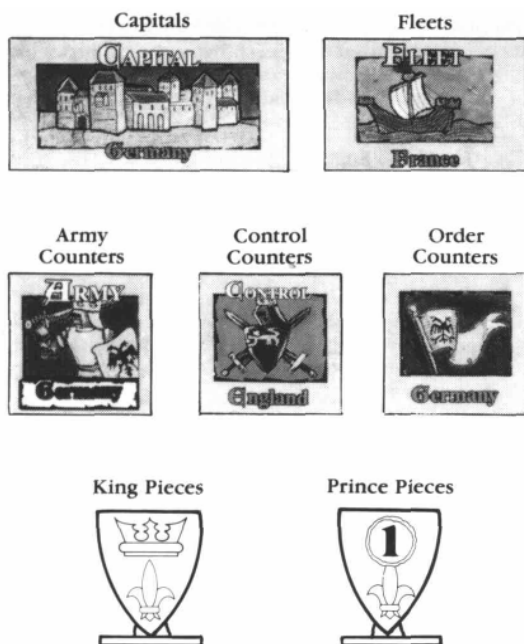 Capitals
Fleets
CAPITAL
Germany
FLEET
France
Army
Counters
Control
Counters
Order
Counters
ARMY
Germany
CONTROL
England
Germany
King Pieces
Prince Pieces
1